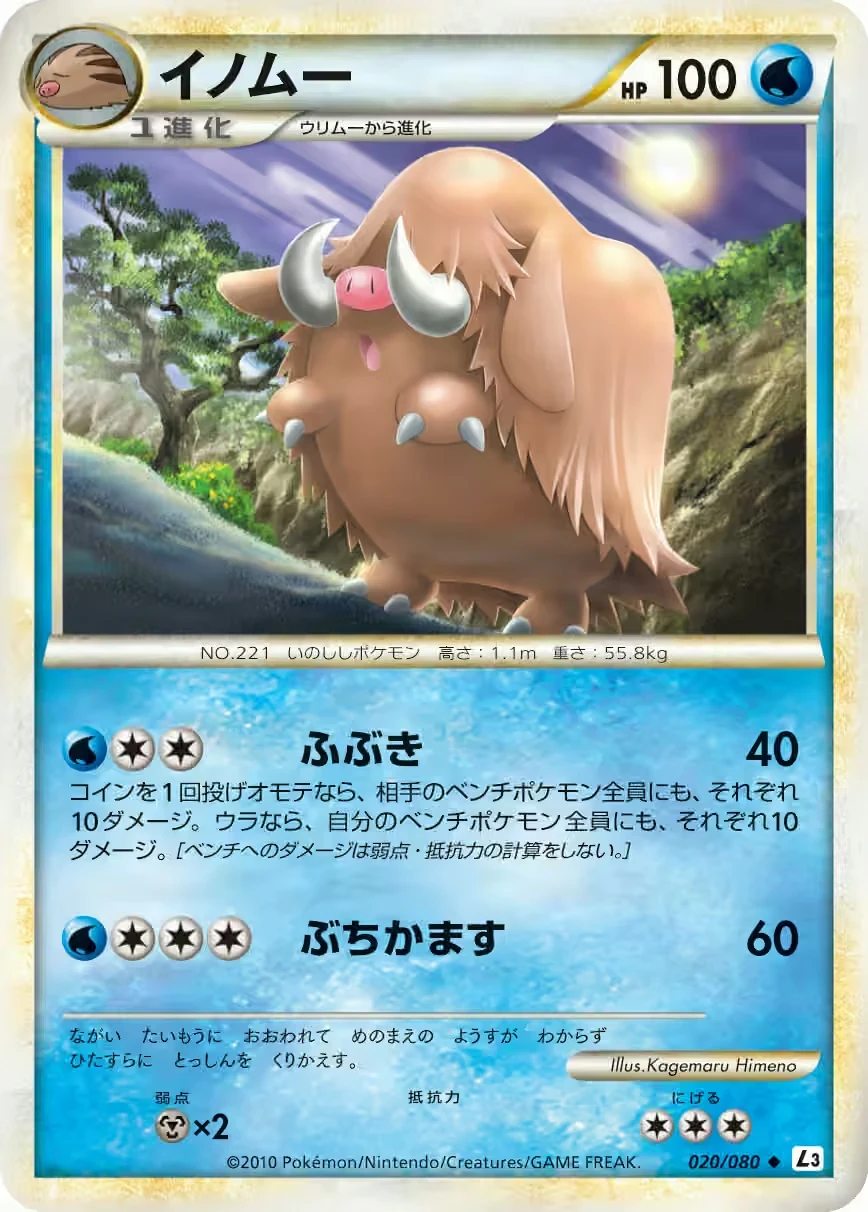 イノムー
HP 100
1進化
ウリムーから進化
NO.221 いのししポケモン 高さ:1.1m 重さ:55.8kg
ふぶき 40
コインを1回投げオモテなら、相手のベンチポケモン全員にも、それぞれ
10ダメージ。ウラなら、自分のベンチポケモン全員にも、それぞれ10
ダメージ。[ベンチへのダメージは弱点・抵抗力の計算をしない。]
ぶちかます 60
ながい たいもうに おおわれて めのまえの ようすが わからず
ひたすらに とっしんを くりかえす。
Illus.Kagemaru Himeno
弱点 抵抗力 にげる
×2
©2010 Pokémon/Nintendo/Creatures/GAME FREAK.
020/080 ◆ L3